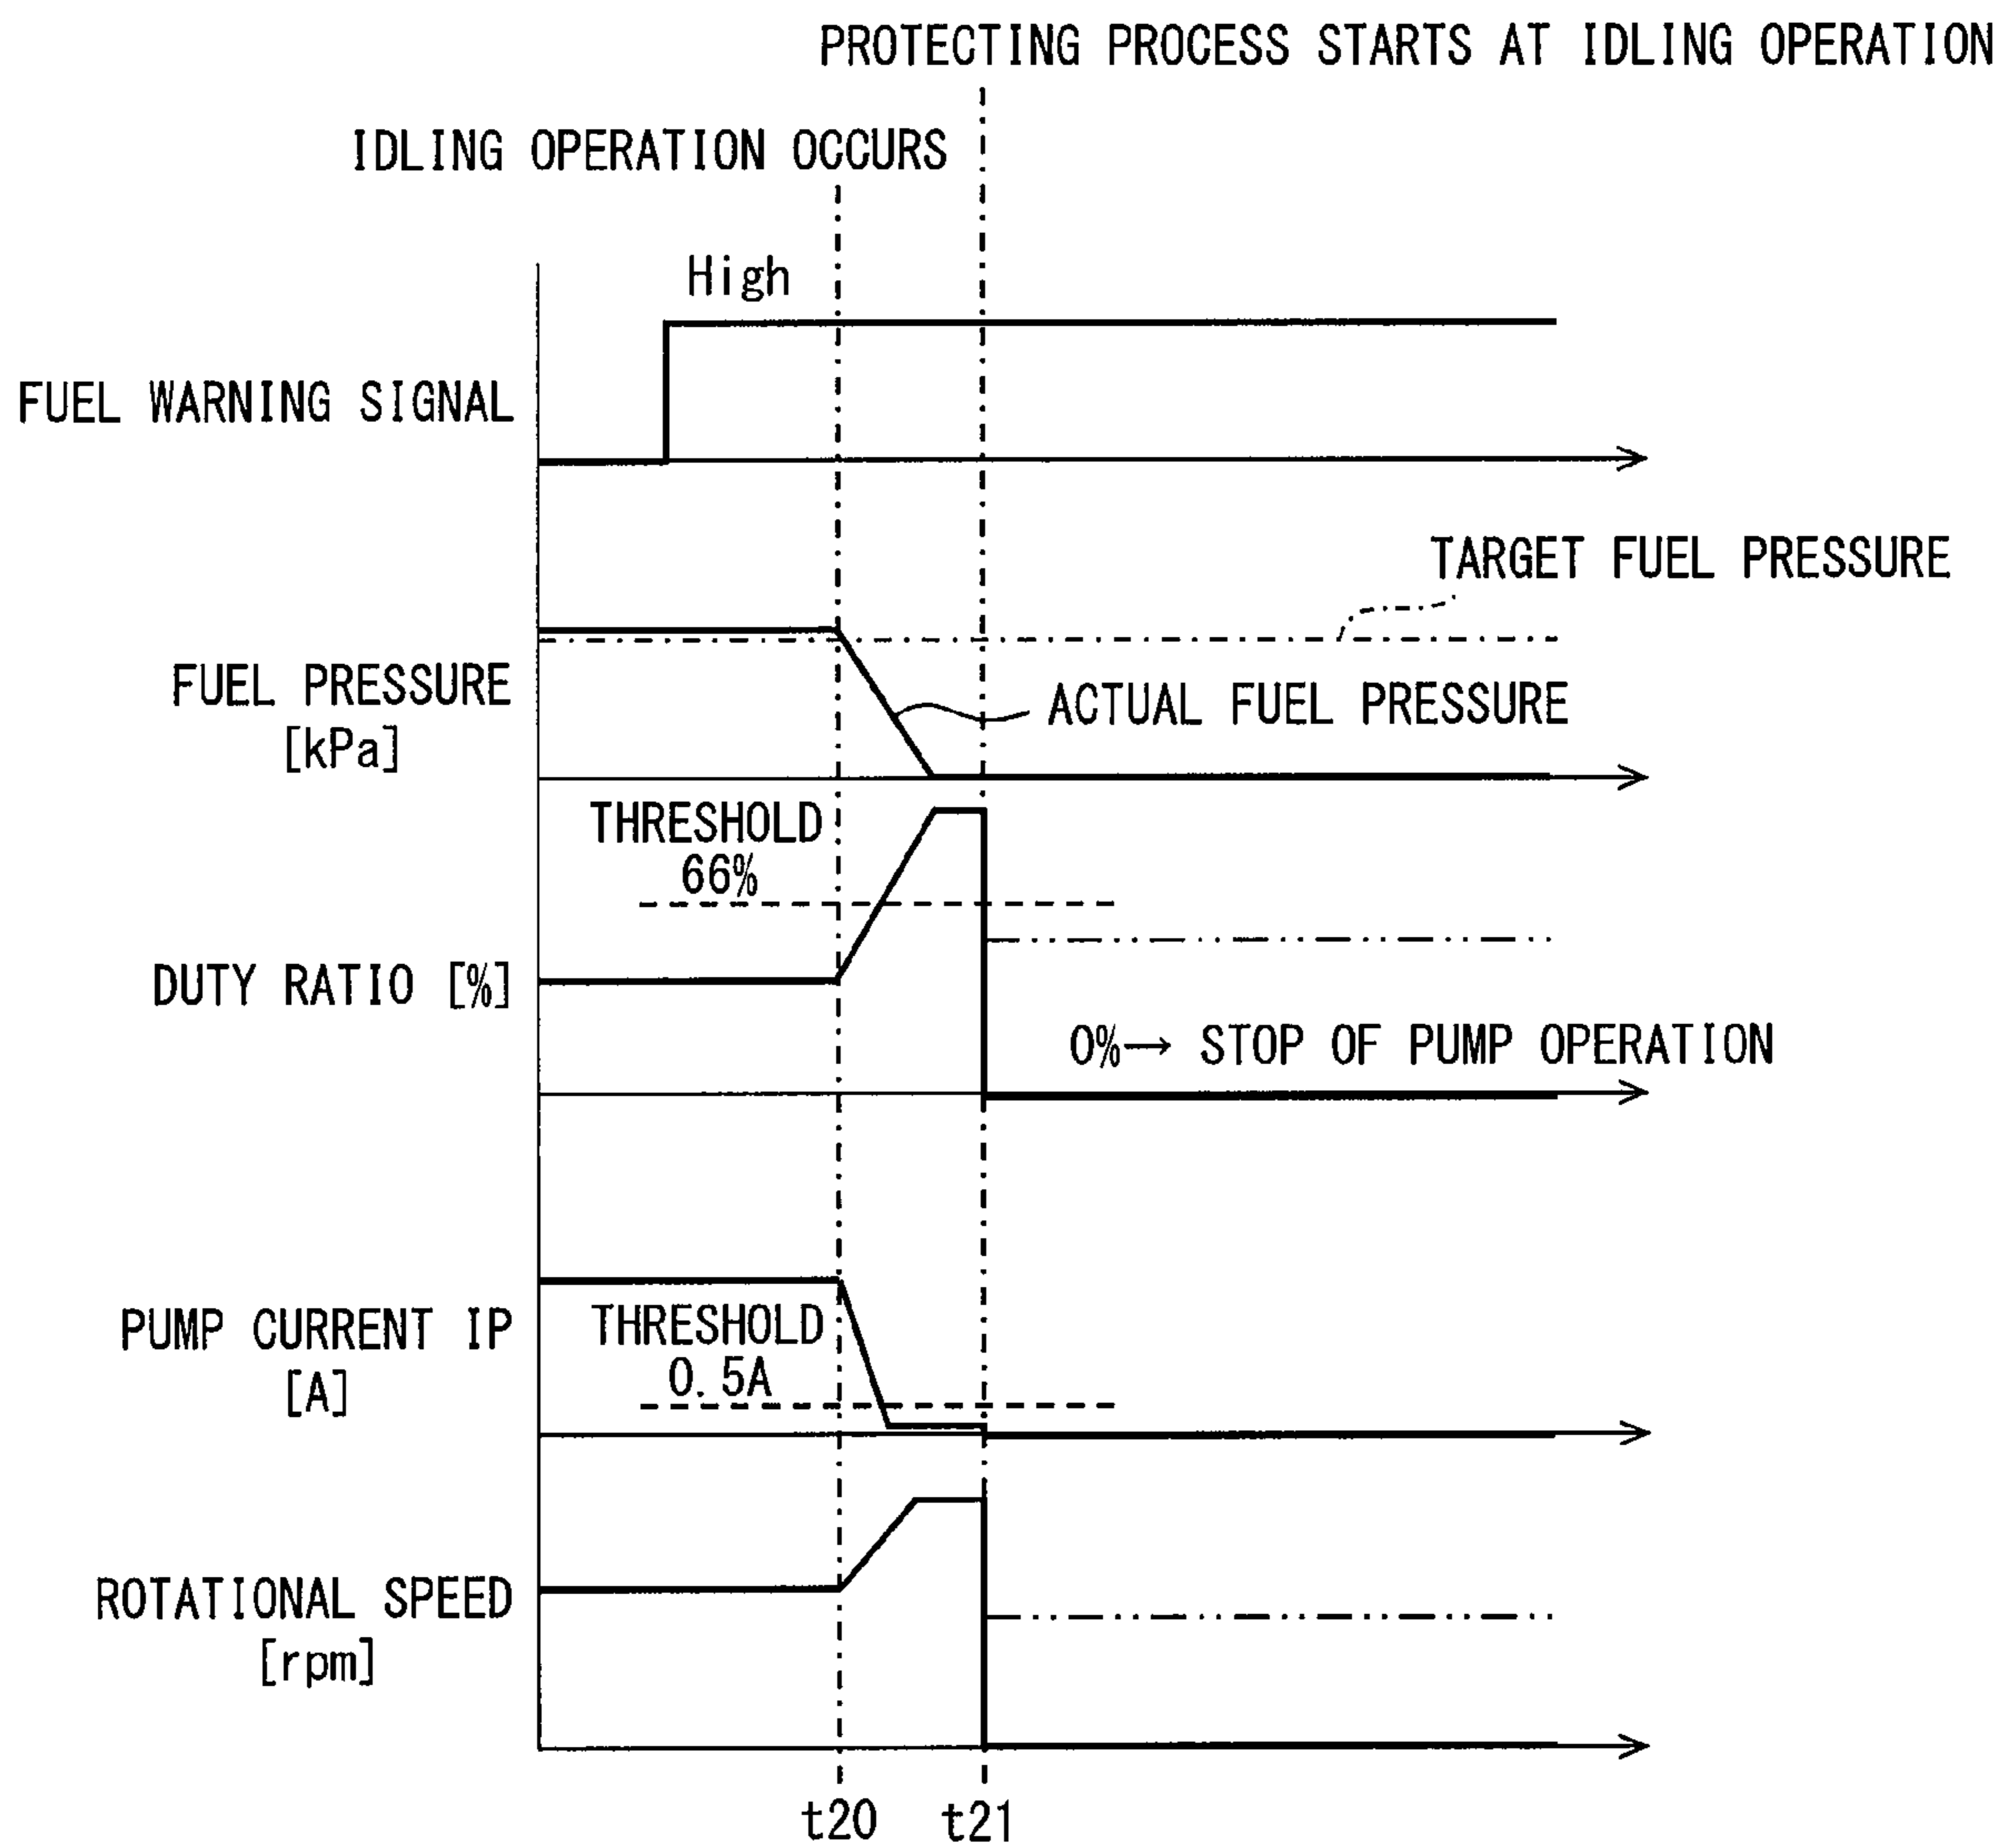 PROTECTING PROCESS STARTS AT IDLING OPERATION
IDLING OPERATION OCCURS
High
FUEL WARNING SIGNAL
TARGET FUEL PRESSURE
FUEL PRESSURE
[kPa]
ACTUAL FUEL PRESSURE
THRESHOLD
66%
DUTY RATIO [%]
0%→ STOP OF PUMP OPERATION
PUMP CURRENT IP
[A]
THRESHOLD
0.5A
ROTATIONAL SPEED
[rpm]
t20
t21